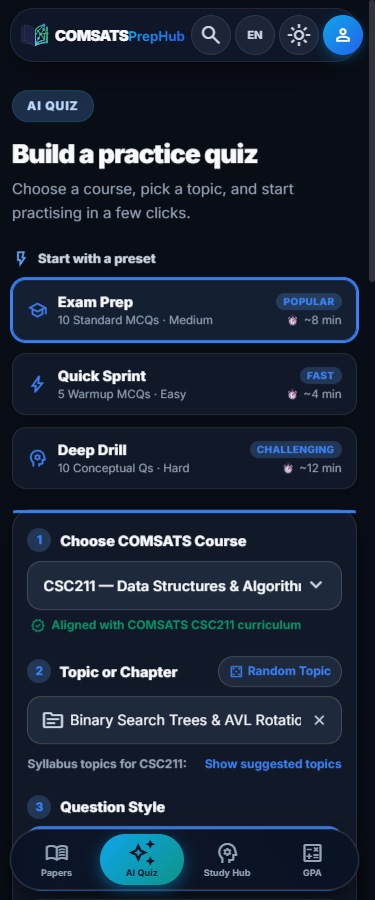 COMSATSPrepHub EN
AI QUIZ
Build a practice quiz
Choose a course, pick a topic, and start
practising in a few clicks.
Start with a preset
Exam Prep POPULAR
10 Standard MCQs · Medium ~8 min
Quick Sprint FAST
5 Warmup MCQs · Easy ~4 min
Deep Drill CHALLENGING
10 Conceptual Qs · Hard ~12 min
1 Choose COMSATS Course
CSC211 — Data Structures & Algorith
Aligned with COMSATS CSC211 curriculum
2 Topic or Chapter Random Topic
Binary Search Trees & AVL Rotatio
Syllabus topics for CSC211: Show suggested topics
3 Question Style
Papers AI Quiz Study Hub GPA